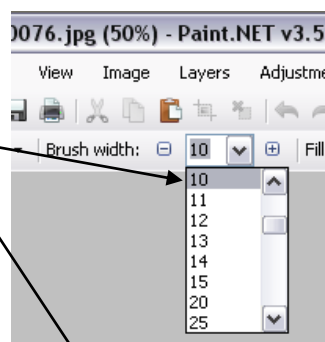 0076.jpg (50%) - Paint.NET v3.5
View Image Layers Adjustme
Brush width: 10 Fill
10
11
12
13
14
15
20
25